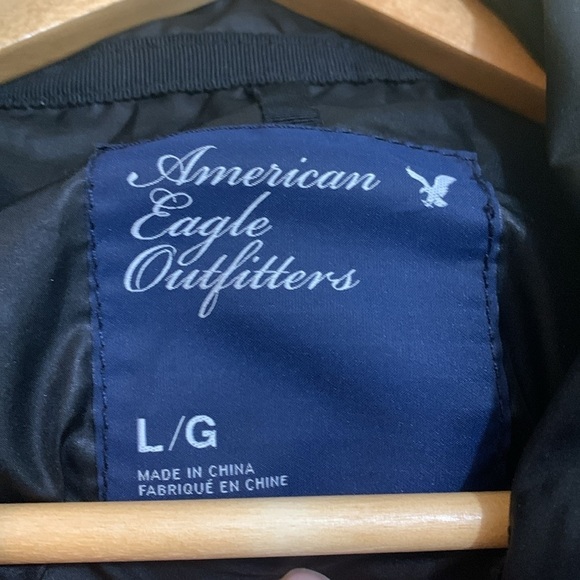 American
Eagle
Outfitters
L/G
MADE IN CHINA
FABRIQUÉ EN CHINE